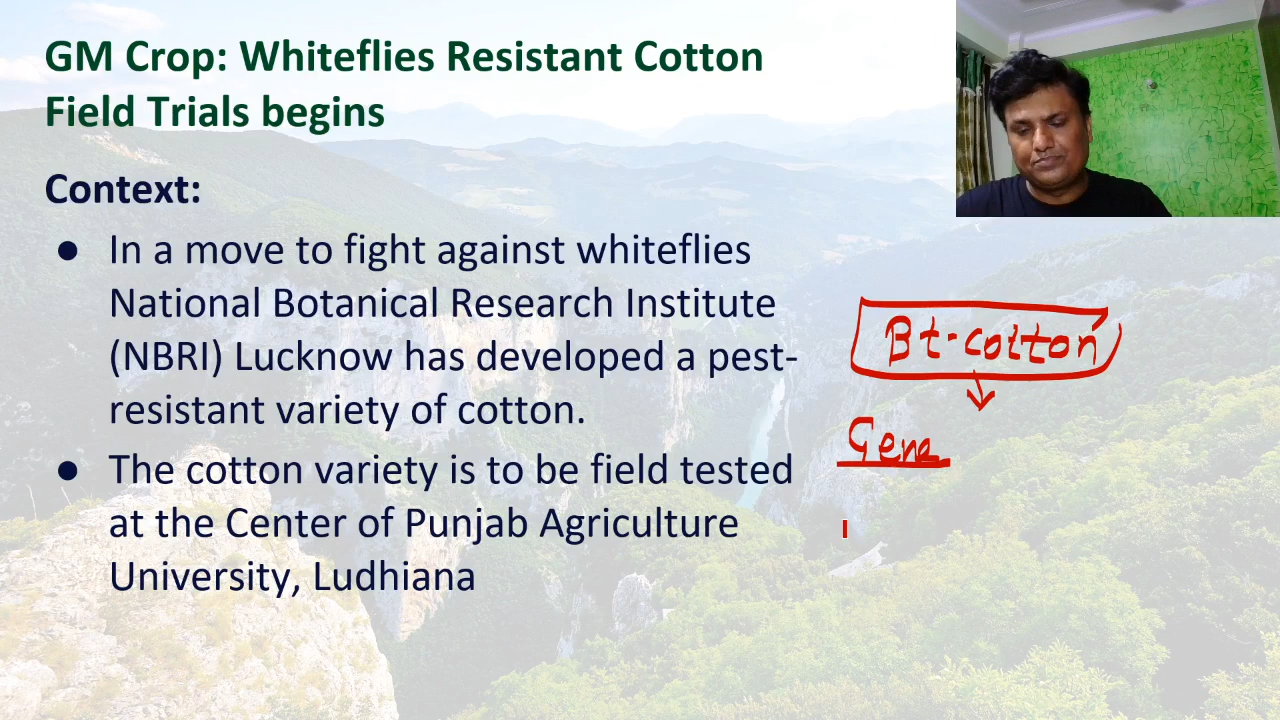 GM Crop: Whiteflies Resistant Cotton
Field Trials begins
Context:
● In a move to fight against whiteflies
National Botanical Research Institute
(NBRI) Lucknow has developed a pest-
resistant variety of cotton.
● The cotton variety is to be field tested
at the Center of Punjab Agriculture
University, Ludhiana
Bt-cotton
Gene